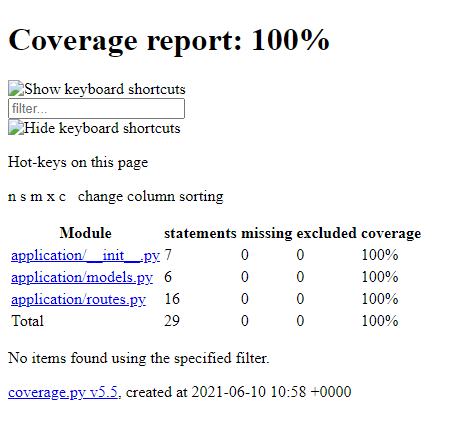 Coverage report: 100%
Show keyboard shortcuts
filter...
Hide keyboard shortcuts
Hot-keys on this page
n s m x c change column sorting
Module statements missing excluded coverage
application/__init__.py 7 0 0 100%
application/models.py 6 0 0 100%
application/routes.py 16 0 0 100%
Total 29 0 0 100%
No items found using the specified filter.
coverage.py v5.5, created at 2021-06-10 10:58 +0000